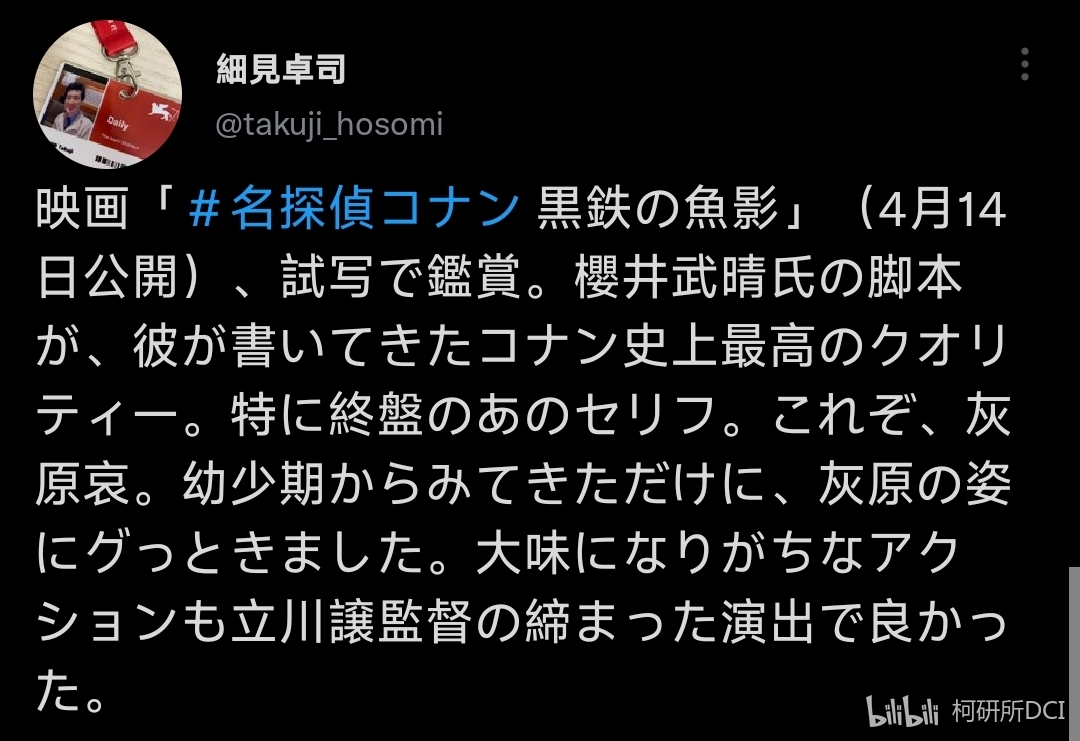 細見卓司
@takuji_hosomi
映画「#名探偵コナン 黒鉄の魚影」（4月14
日公開）、試写で鑑賞。櫻井武晴氏の脚本
が、彼が書いてきたコナン史上最高のクオリ
ティー。特に終盤のあのセリフ。これぞ、灰
原哀。幼少期からみてきただけに、灰原の姿
にグっときました。大味になりがちなアク
ションも立川譲監督の締まった演出で良かっ
た。
Daily
bilibili 柯研所DCI